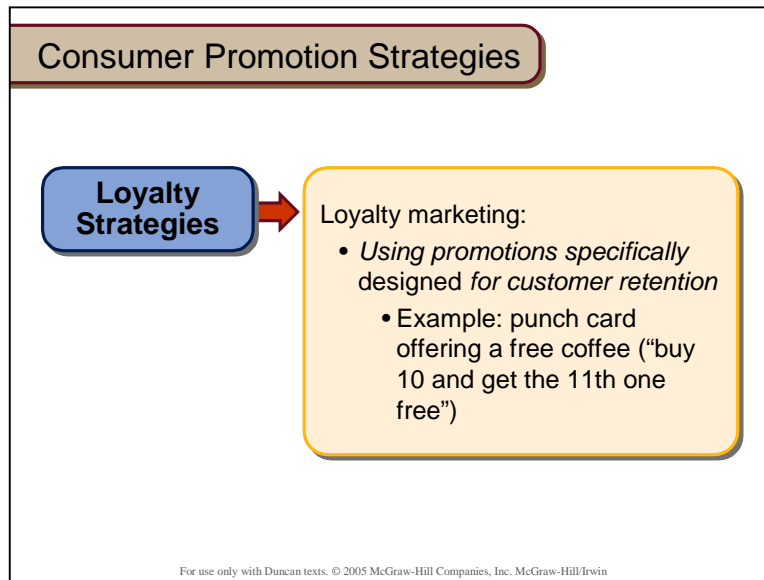 Consumer Promotion Strategies
Loyalty
Strategies
Loyalty marketing:
• Using promotions specifically
designed for customer retention
• Example: punch card
offering a free coffee (“buy
10 and get the 11th one
free”)
For use only with Duncan texts. © 2005 McGraw-Hill Companies, Inc. McGraw-Hill/Irwin